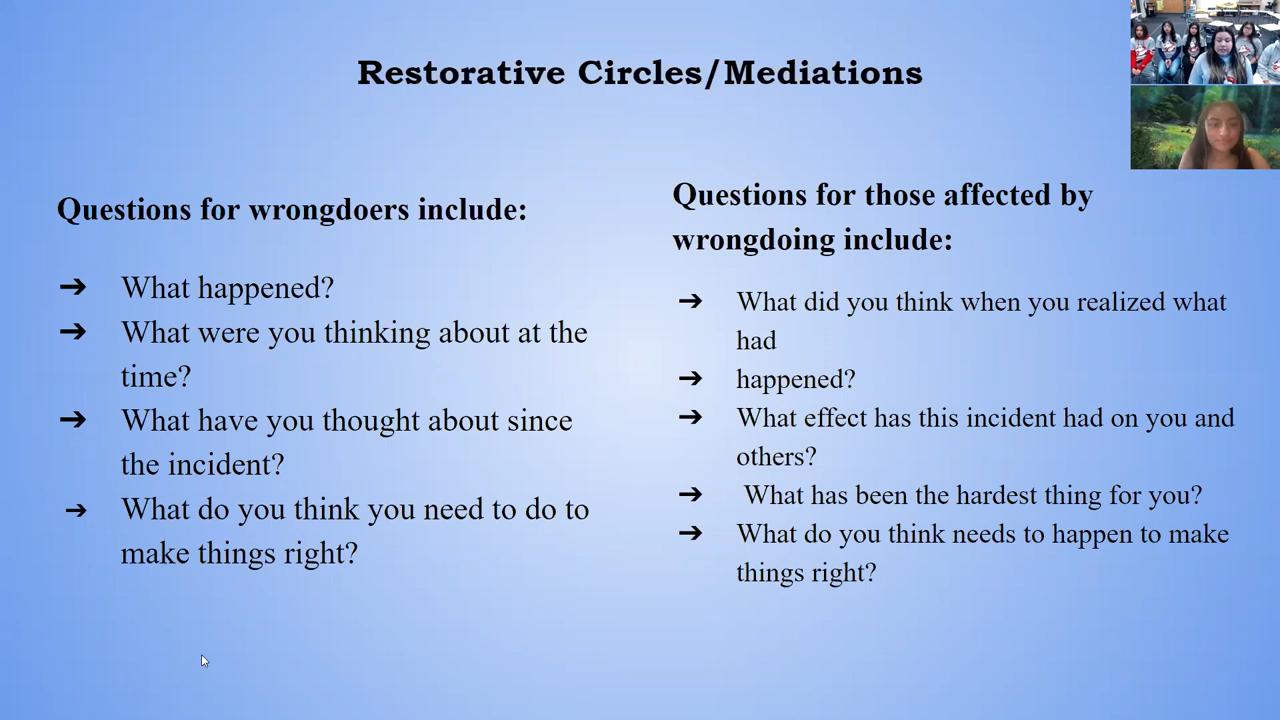 Restorative Circles/Mediations
Questions for wrongdoers include:
➔ What happened?
➔ What were you thinking about at the
time?
➔ What have you thought about since
the incident?
➔ What do you think you need to do to
make things right?
Questions for those affected by
wrongdoing include:
➔ What did you think when you realized what
had
➔ happened?
➔ What effect has this incident had on you and
others?
➔ What has been the hardest thing for you?
➔ What do you think needs to happen to make
things right?